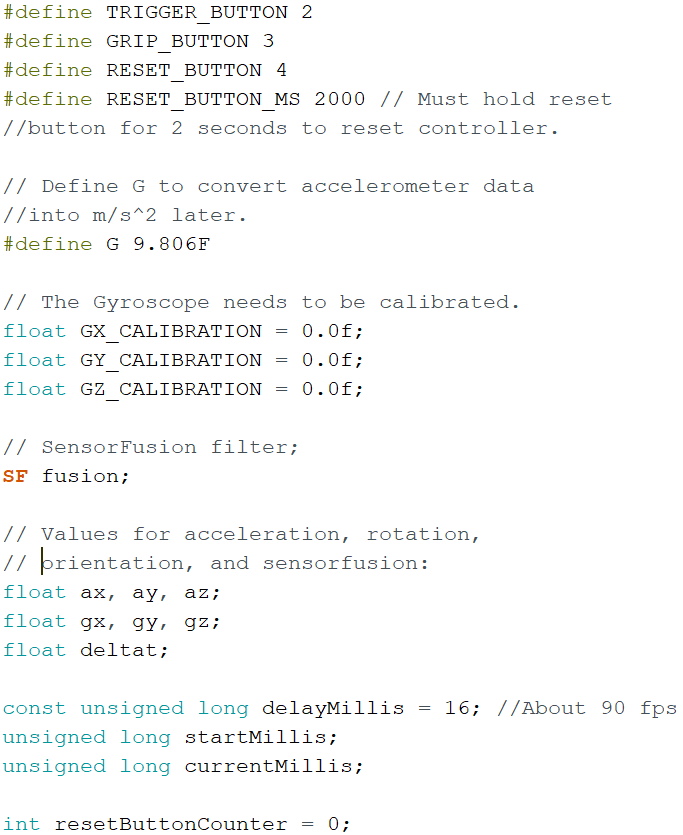 #define TRIGGER_BUTTON 2
#define GRIP_BUTTON 3
#define RESET_BUTTON 4
#define RESET_BUTTON_MS 2000 // Must hold reset
//button for 2 seconds to reset controller.
// Define G to convert accelerometer data
//into m/s^2 later.
#define G 9.806F
// The Gyroscope needs to be calibrated.
float GX_CALIBRATION = 0.0f;
float GY_CALIBRATION = 0.0f;
float GZ_CALIBRATION = 0.0f;
// SensorFusion filter;
SF fusion;
// Values for acceleration, rotation,
// orientation, and sensorfusion:
float ax, ay, az;
float gx, gy, gz;
float deltat;
const unsigned long delayMillis = 16; //About 90 fps
unsigned long startMillis;
unsigned long currentMillis;
int resetButtonCounter = 0;